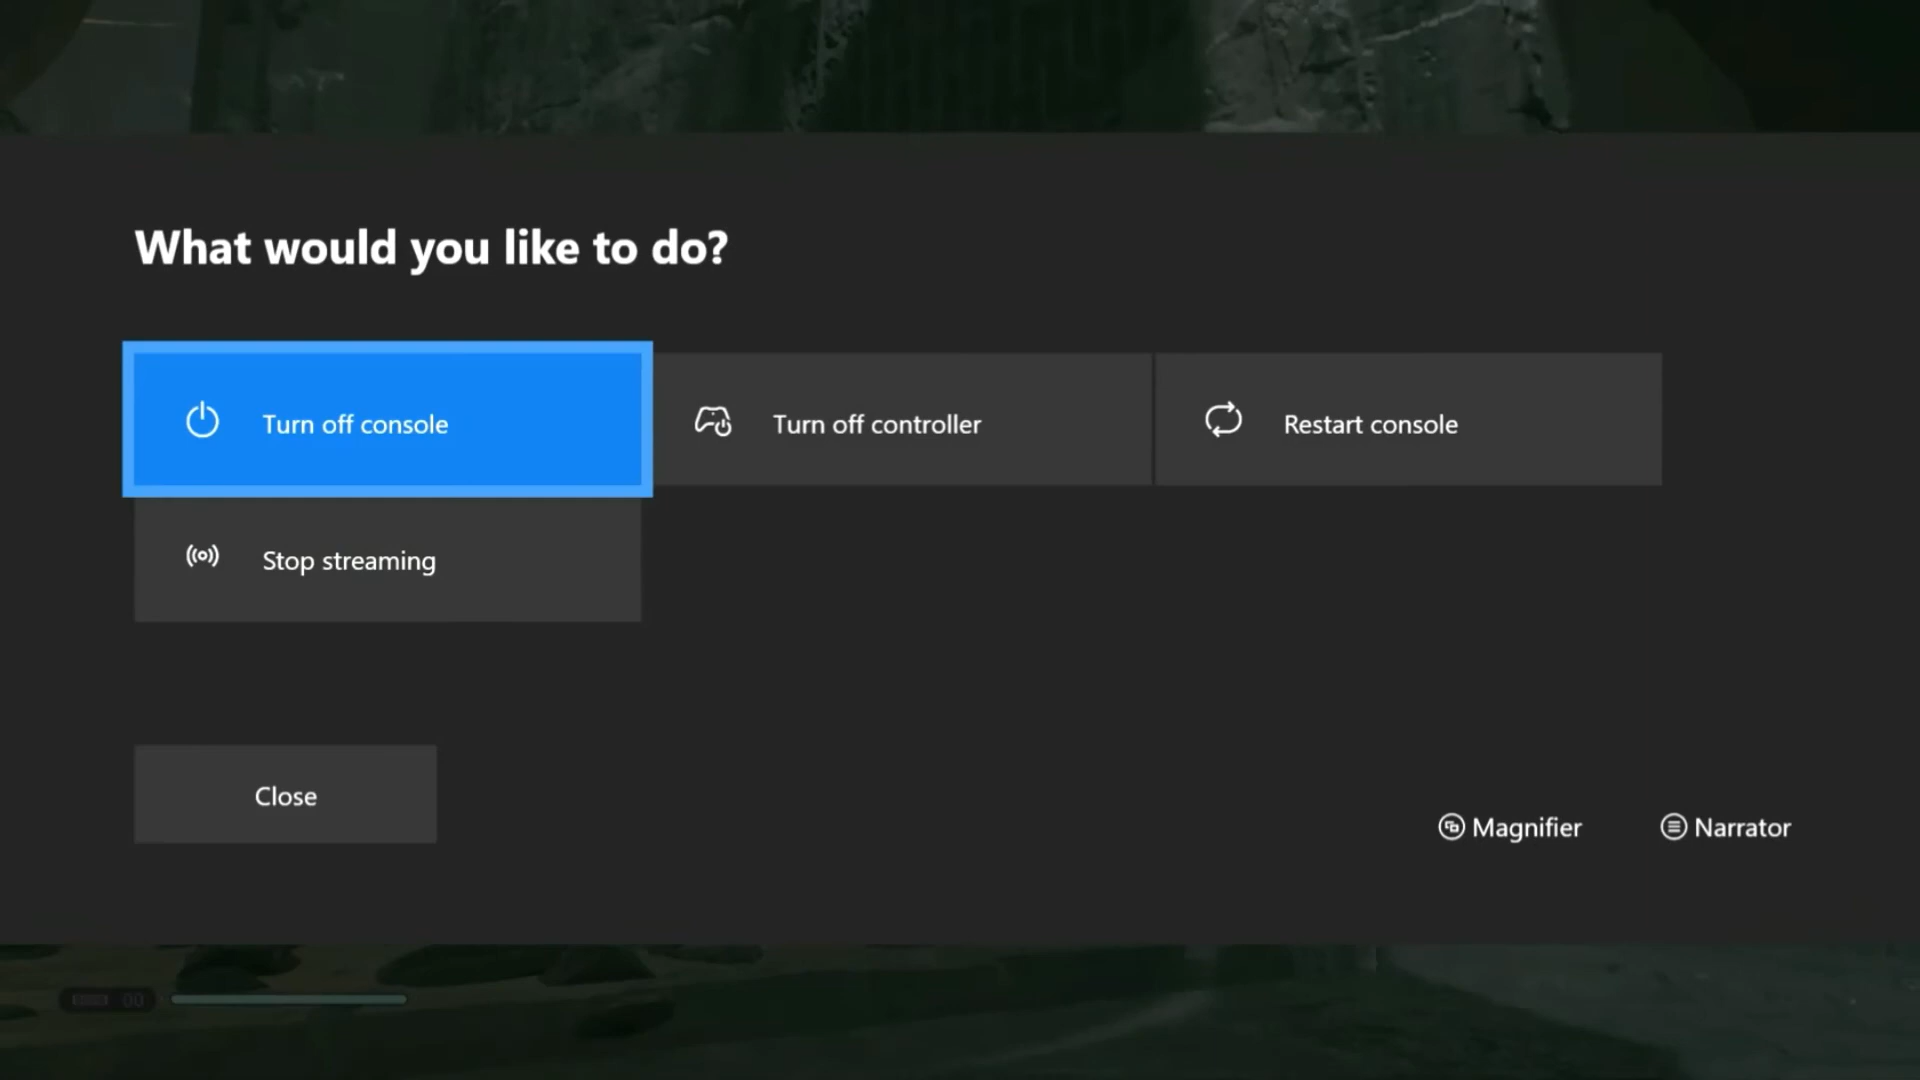 What would you like to do?
Turn off console
Turn off controller
Restart console
Stop streaming
Close
Magnifier
Narrator
00